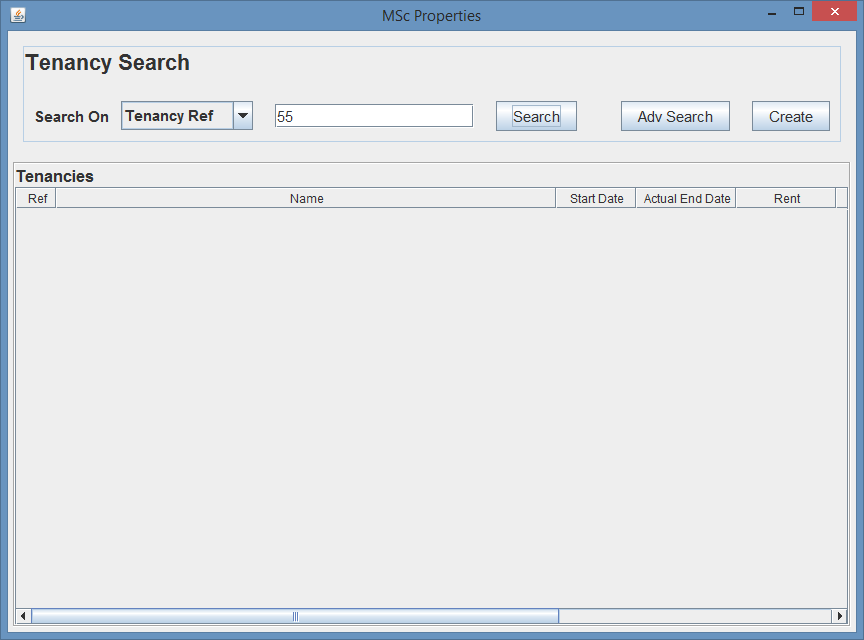 MSc Properties
Tenancy Search
Search On Tenancy Ref 55 Search Adv Search Create
Tenancies
Ref Name Start Date Actual End Date Rent